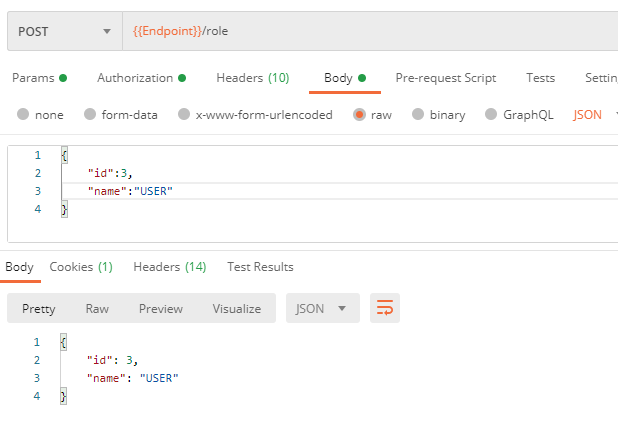 POST {{Endpoint}}/role
Params Authorization Headers (10) Body Pre-request Script Tests Settin
none form-data x-www-form-urlencoded raw binary GraphQL JSON
1 {
2 "id":3,
3 "name":"USER"
4 }
Body Cookies (1) Headers (14) Test Results
Pretty Raw Preview Visualize JSON
1 {
2 "id": 3,
3 "name": "USER"
4 }